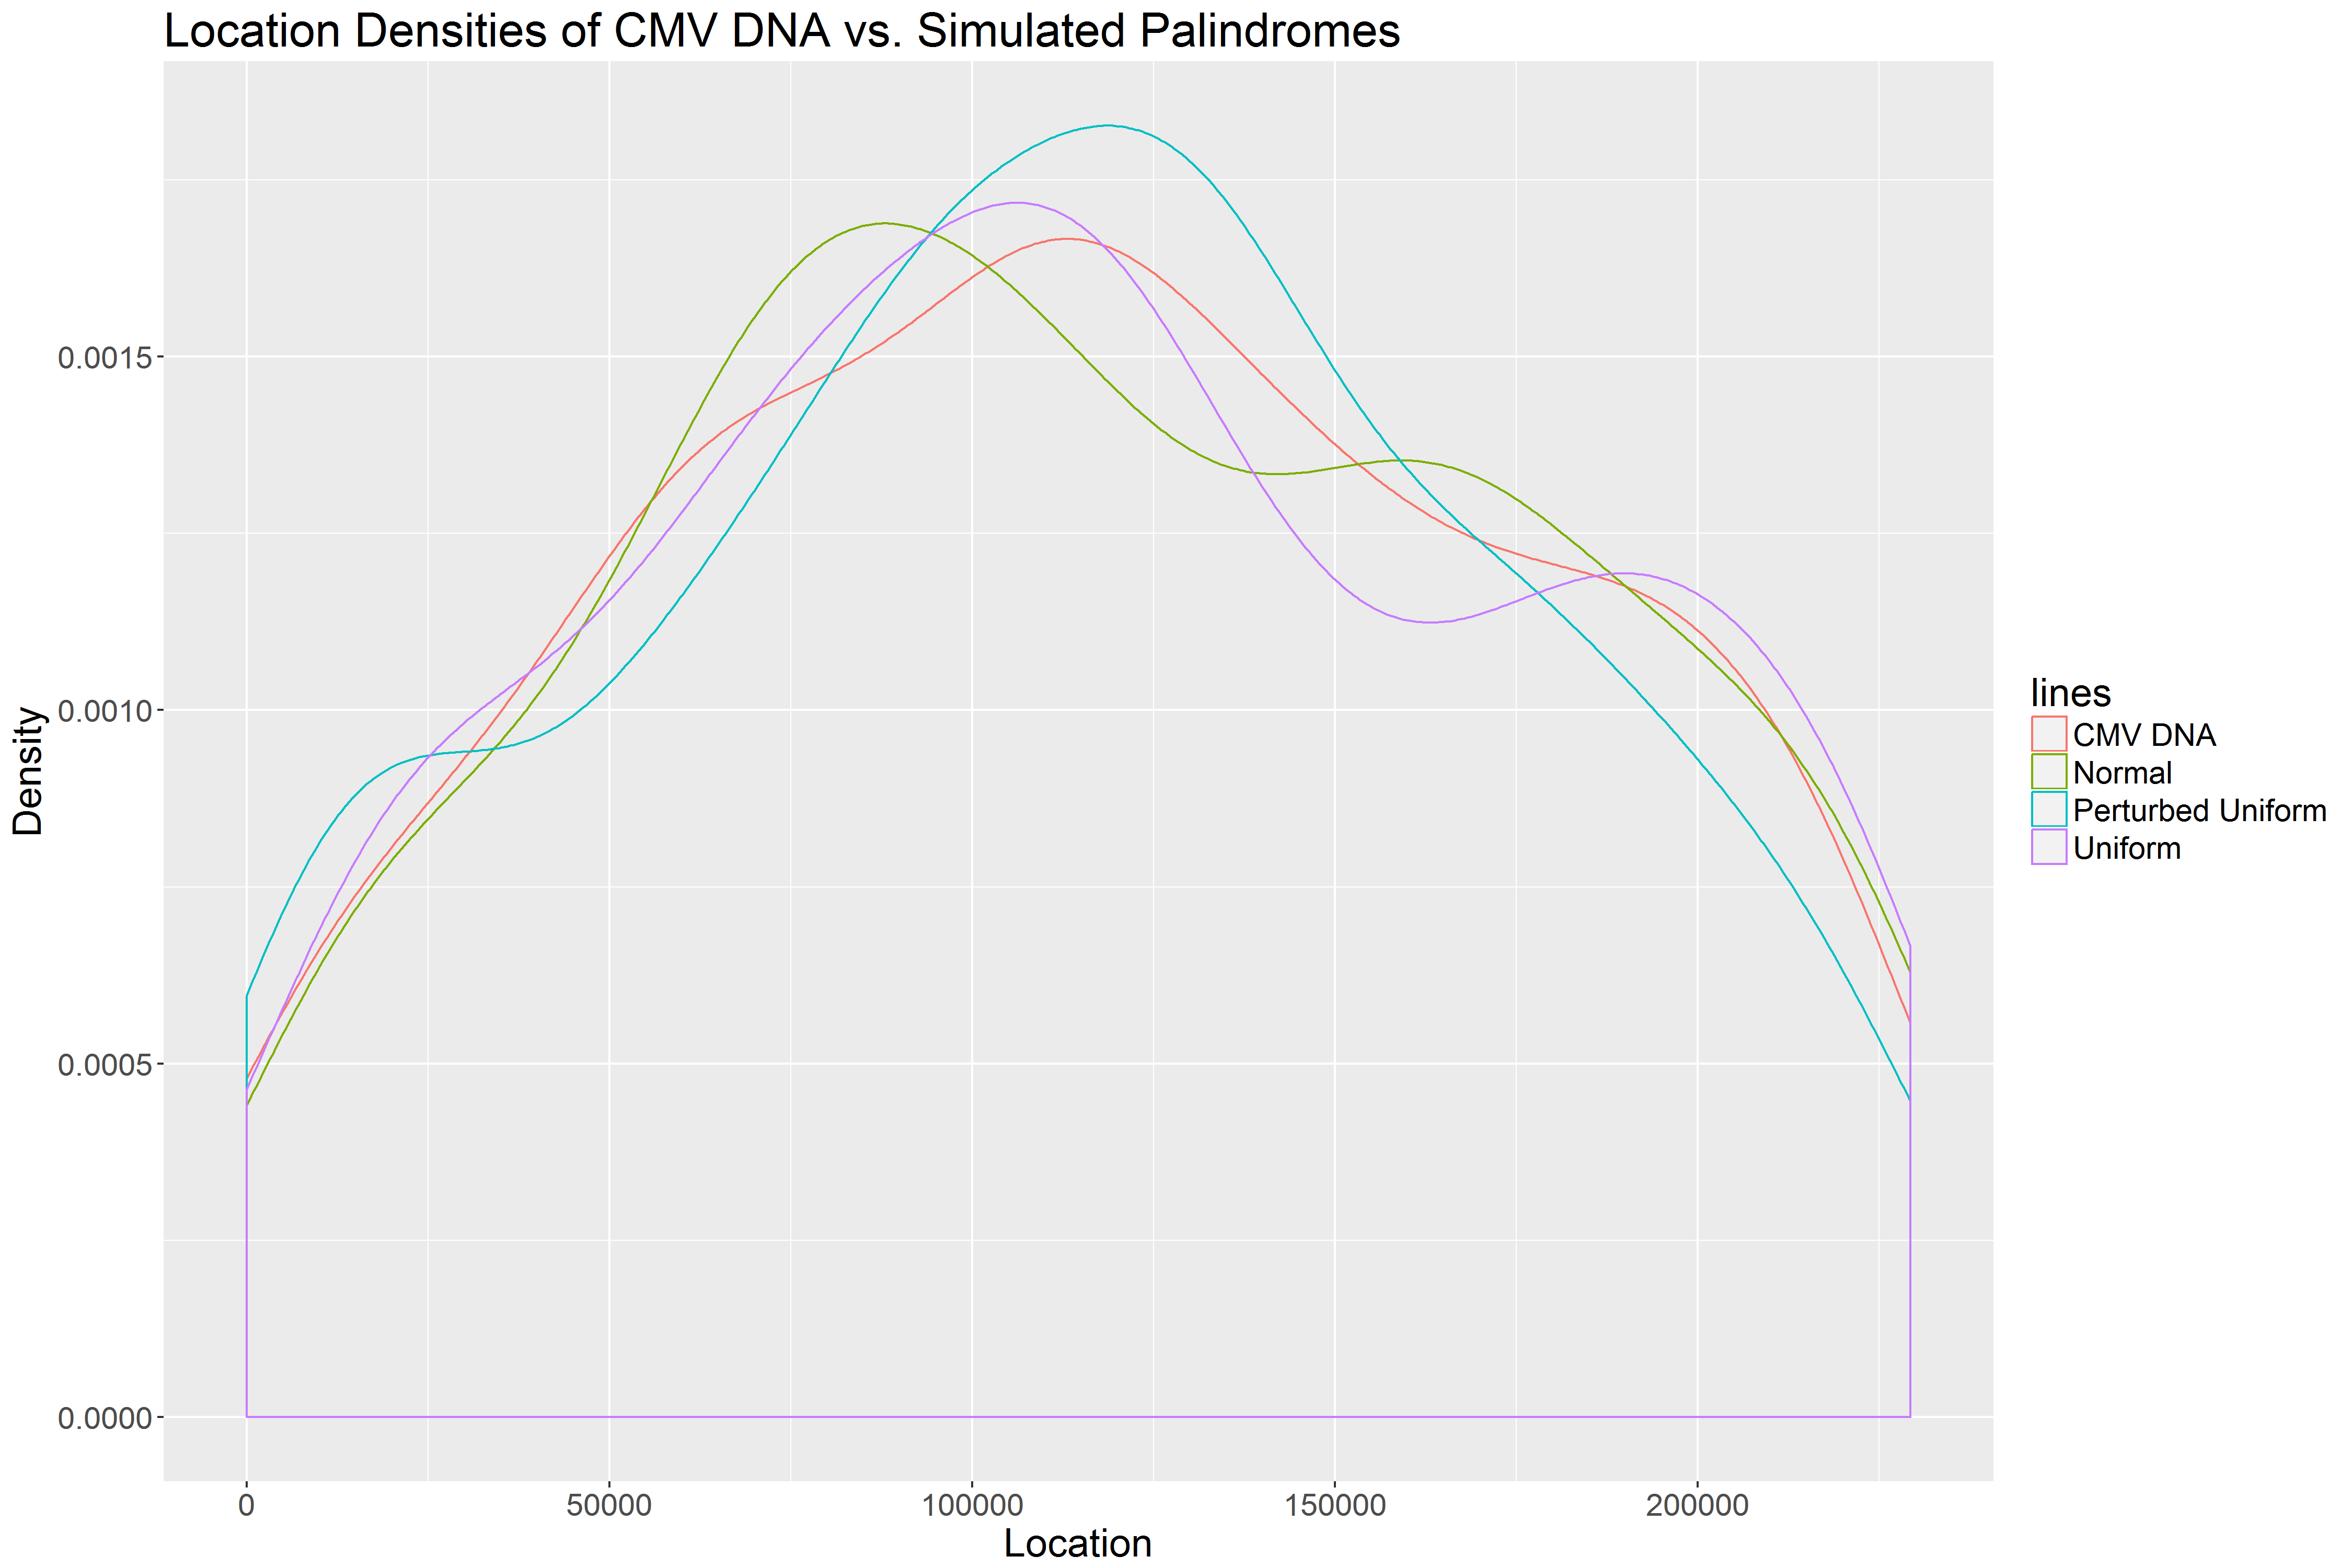 Location Densities of CMV DNA vs. Simulated Palindromes
Density
0.0015
0.0010
0.0005
0.0000
0
50000
100000
150000
200000
Location
lines
CMV DNA
Normal
Perturbed Uniform
Uniform